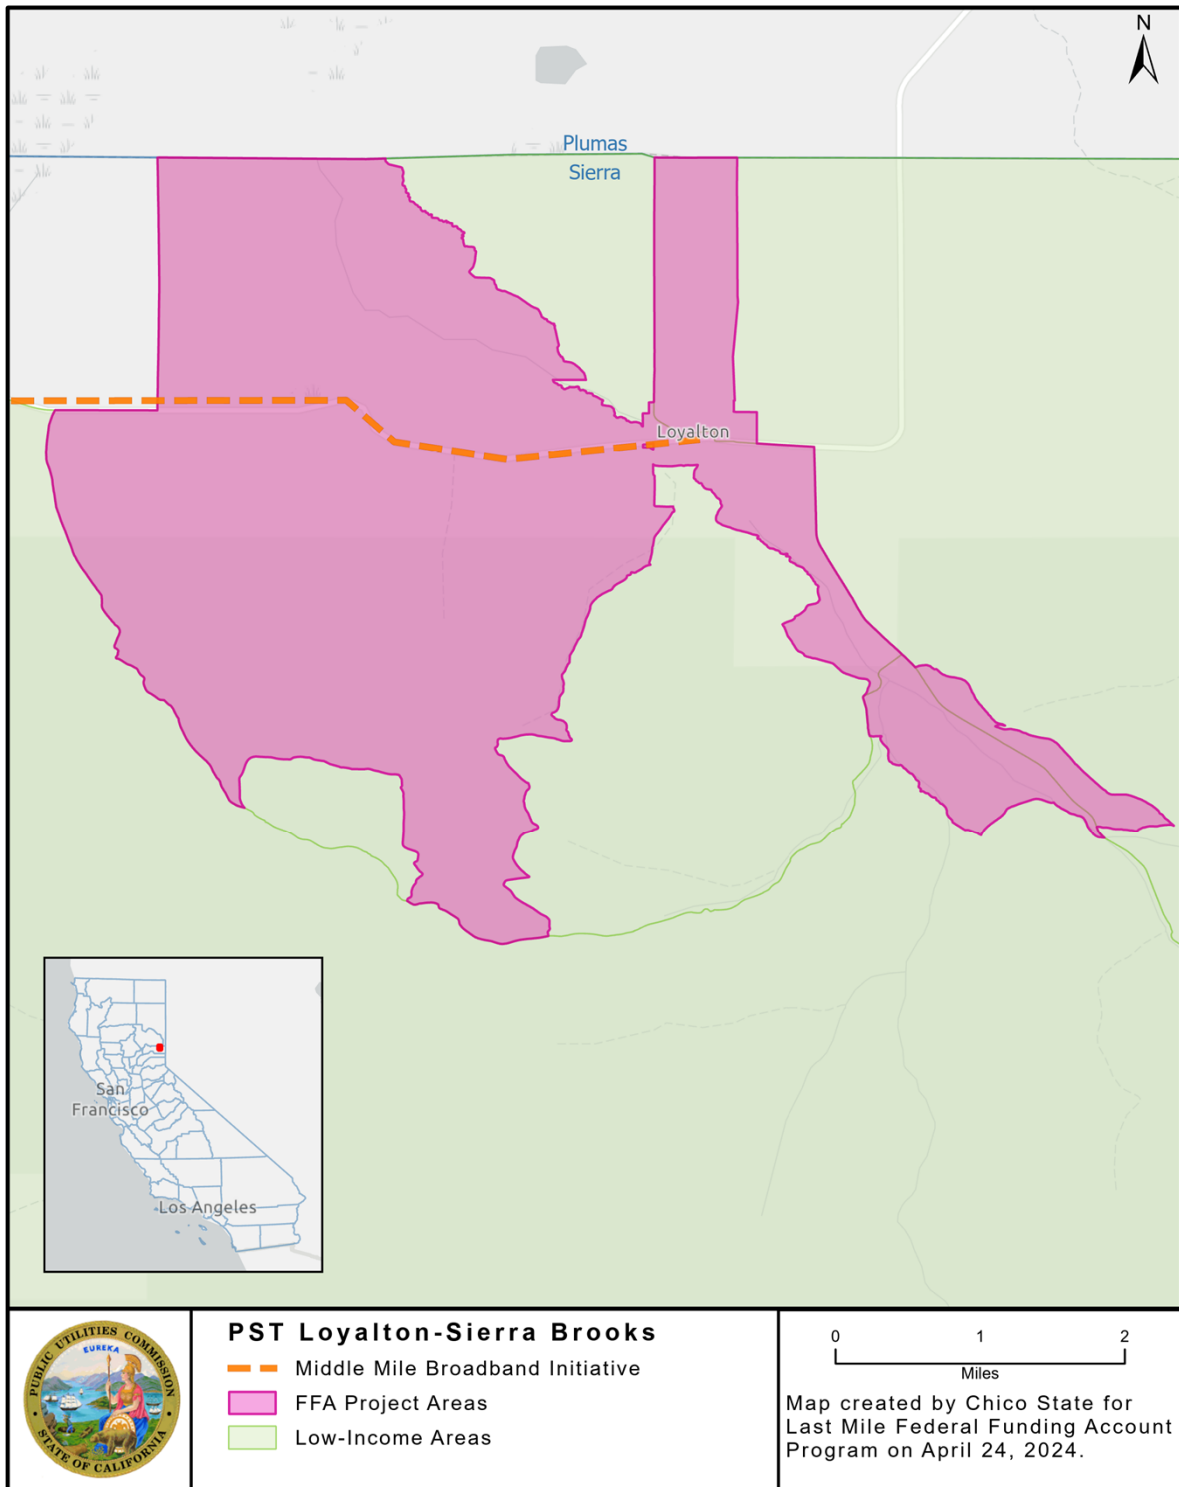 N
Plumas
Sierra
Loyalton
San
Francisco
Los Angeles
PUBLIC UTILITIES COMMISSION
EUREKA
STATE OF CALIFORNIA
PST Loyalton-Sierra Brooks
Middle Mile Broadband Initiative
FFA Project Areas
Low-Income Areas
0 1 2
Miles
Map created by Chico State for
Last Mile Federal Funding Account
Program on April 24, 2024.